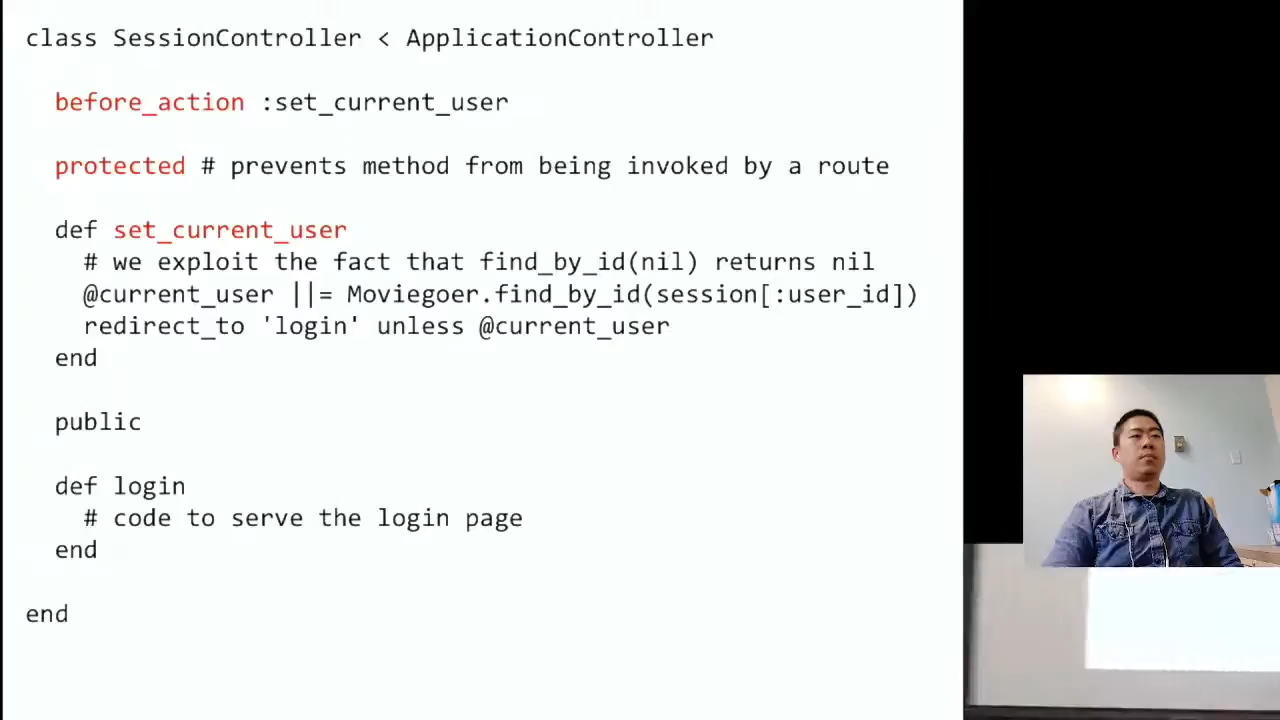 class SessionController < ApplicationController
before_action :set_current_user
protected # prevents method from being invoked by a route
def set_current_user
# we exploit the fact that find_by_id(nil) returns nil
@current_user ||= Moviegoer.find_by_id(session[:user_id])
redirect_to 'login' unless @current_user
end
public
def login
# code to serve the login page
end
end